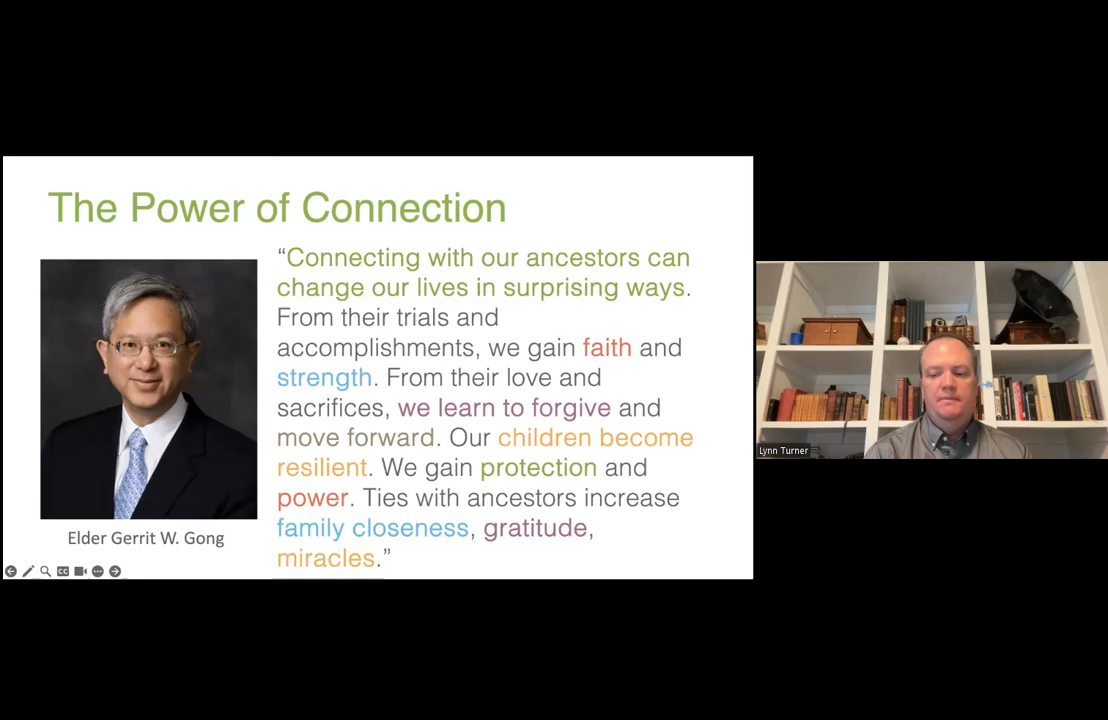 The Power of Connection
“Connecting with our ancestors can
change our lives in surprising ways.
From their trials and
accomplishments, we gain faith and
strength. From their love and
sacrifices, we learn to forgive and
move forward. Our children become
resilient. We gain protection and
power. Ties with ancestors increase
family closeness, gratitude,
miracles.”
Elder Gerrit W. Gong
CC
Lynn Turner